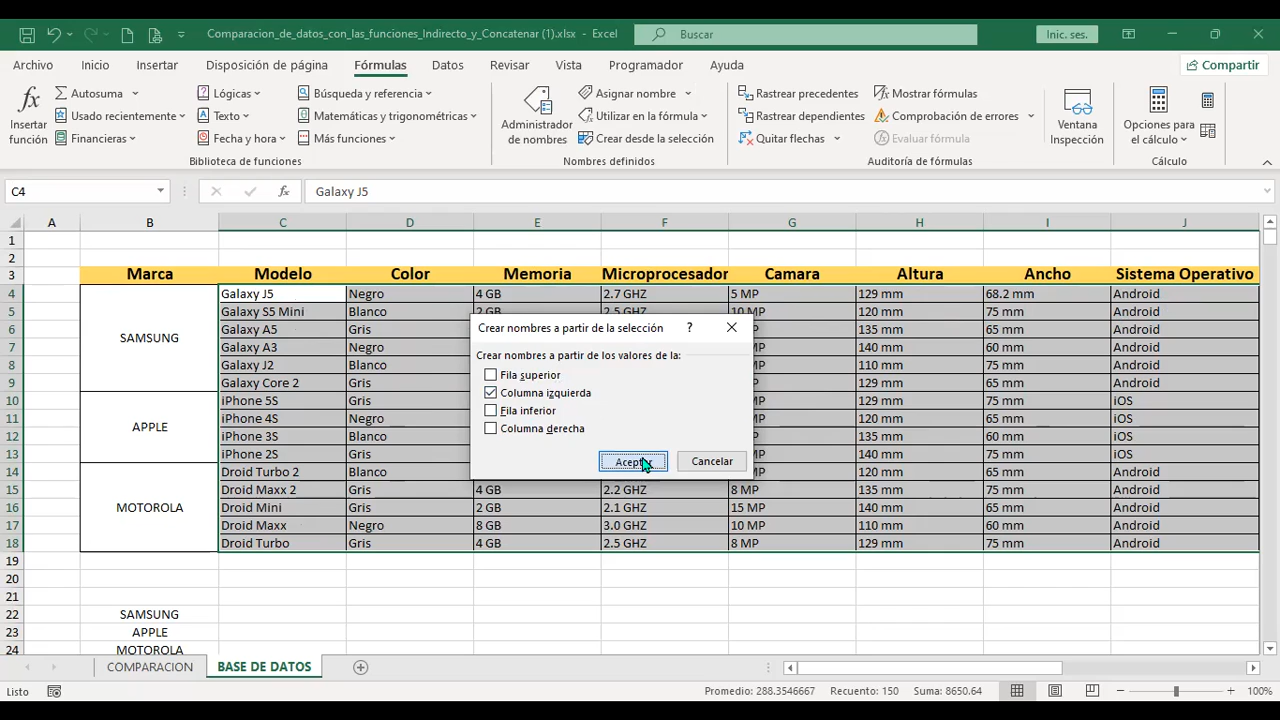 Comparacion_de_datos_con_las_funciones_Indirecto_y_Concatenar (1).xlsx - Excel
Buscar
Inic. ses.
Archivo Inicio Insertar Disposición de página Fórmulas Datos Revisar Vista Programador Ayuda
Compartir
fx Insertar función
Autosuma
Usado recientemente
Financieras
Lógicas
Texto
Fecha y hora
Búsqueda y referencia
Matemáticas y trigonométricas
Más funciones
Biblioteca de funciones
Administrador de nombres
Asignar nombre
Utilizar en la fórmula
Crear desde la selección
Nombres definidos
Rastrear precedentes
Rastrear dependientes
Quitar flechas
Mostrar fórmulas
Comprobación de errores
Evaluar fórmula
Auditoría de fórmulas
Ventana Inspección
Opciones para el cálculo
Cálculo
C4 fx Galaxy J5
A B C D E F G H I J
1
2
3 Marca Modelo Color Memoria Microprocesador Camara Altura Ancho Sistema Operativo
4 Galaxy J5 Negro 4 GB 2.7 GHZ 5 MP 129 mm 68.2 mm Android
5 Galaxy S5 Mini Blanco 2 GB 2.5 GHZ 10 MP 120 mm 75 mm Android
6 Galaxy A5 Gris 135 mm 65 mm Android
7 SAMSUNG Galaxy A3 Negro 140 mm 60 mm Android
8 Galaxy J2 Blanco 110 mm 75 mm Android
9 Galaxy Core 2 Gris 129 mm 65 mm Android
10 iPhone 5S Gris 129 mm 75 mm iOS
11 APPLE iPhone 4S Negro 120 mm 65 mm iOS
12 iPhone 3S Blanco 135 mm 60 mm iOS
13 iPhone 2S Gris 140 mm 75 mm iOS
14 Droid Turbo 2 Blanco 120 mm 65 mm Android
15 Droid Maxx 2 Gris 4 GB 2.2 GHZ 8 MP 135 mm 75 mm Android
16 MOTOROLA Droid Mini Gris 2 GB 2.1 GHZ 15 MP 140 mm 65 mm Android
17 Droid Maxx Negro 8 GB 3.0 GHZ 10 MP 110 mm 60 mm Android
18 Droid Turbo Gris 4 GB 2.5 GHZ 8 MP 129 mm 75 mm Android
19
20
21
22 SAMSUNG
23 APPLE
24 MOTOROLA
Crear nombres a partir de la selección ?
Crear nombres a partir de los valores de la:
Fila superior
Columna izquierda
Fila inferior
Columna derecha
Aceptar Cancelar
COMPARACION BASE DE DATOS
Listo Promedio: 288.3546667 Recuento: 150 Suma: 8650.64 100%